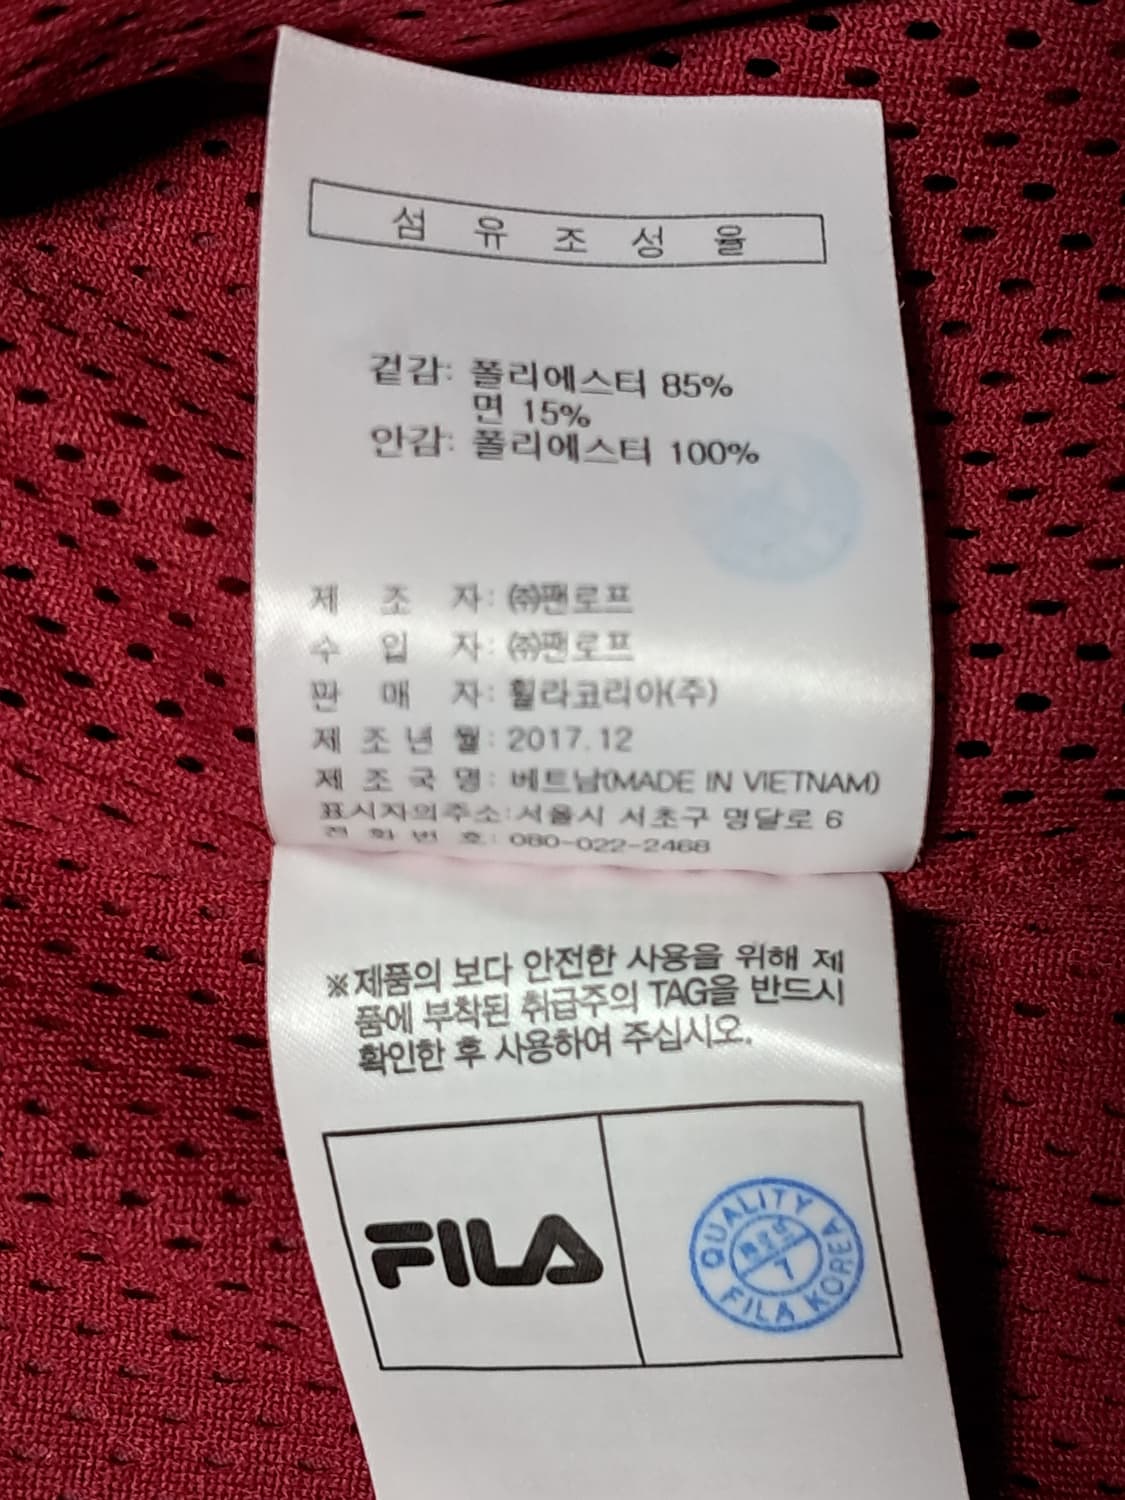 섬 유 조 성 율
겉감: 폴리에스터 85%
면 15%
안감: 폴리에스터 100%
제 조 자: ㈜팬로프
수 입 자: ㈜팬로프
판 매 자: 휠라코리아(주)
제 조 년 월: 2017.12
제 조 국 명: 베트남(MADE IN VIETNAM)
표시자의주소:서울시 서초구 명달로 6
전 화 번 호: 080-022-2468
※제품의 보다 안전한 사용을 위해 제
품에 부착된 취급주의 TAG을 반드시
확인한 후 사용하여 주십시오.
FILA
QUALITY
7
FILA KOREA